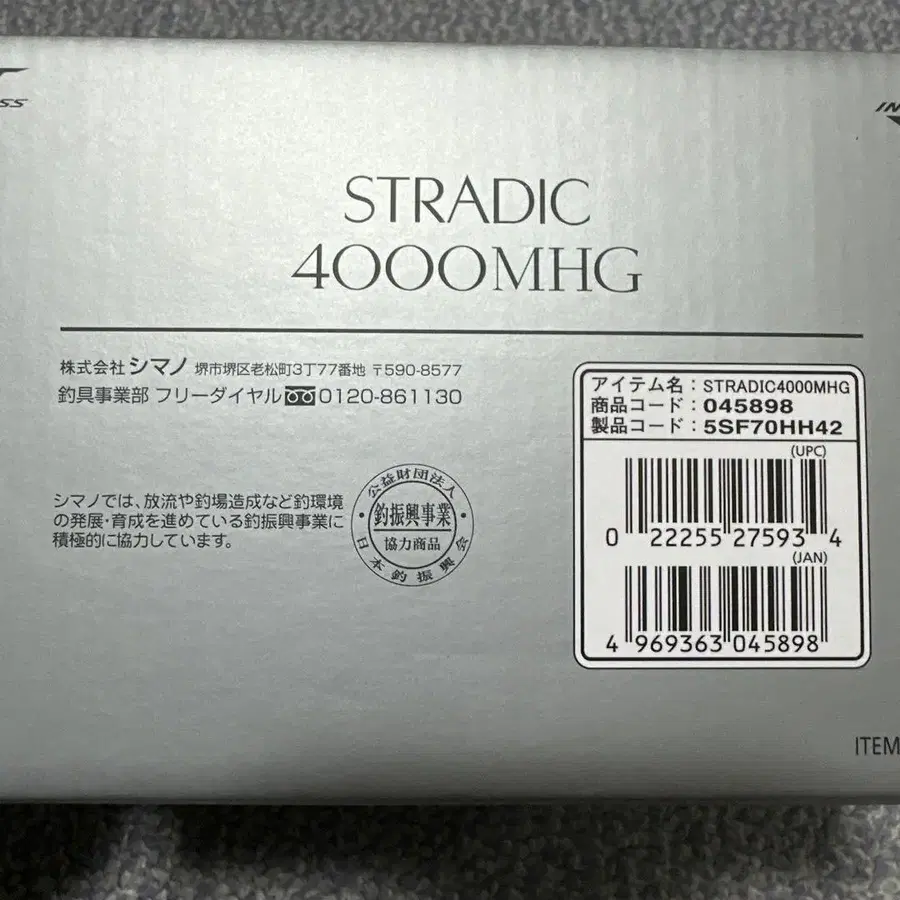 STRADIC
4000MHG
株式会社 シマノ 堺市堺区老松町3丁77番地 〒590-8577
釣具事業部 フリーダイヤル 0120-861130
シマノでは、放流や釣場造成など釣環境
の発展・育成を進めている釣振興事業に
積極的に協力しています。
公益財団法人
釣振興事業
協力商品
日本釣振興会
アイテム名：STRADIC4000MHG
商品コード：045898
製品コード：5SF70HH42
(UPC)
0 22255 27593 4
(JAN)
4 969363 045898
ITEM